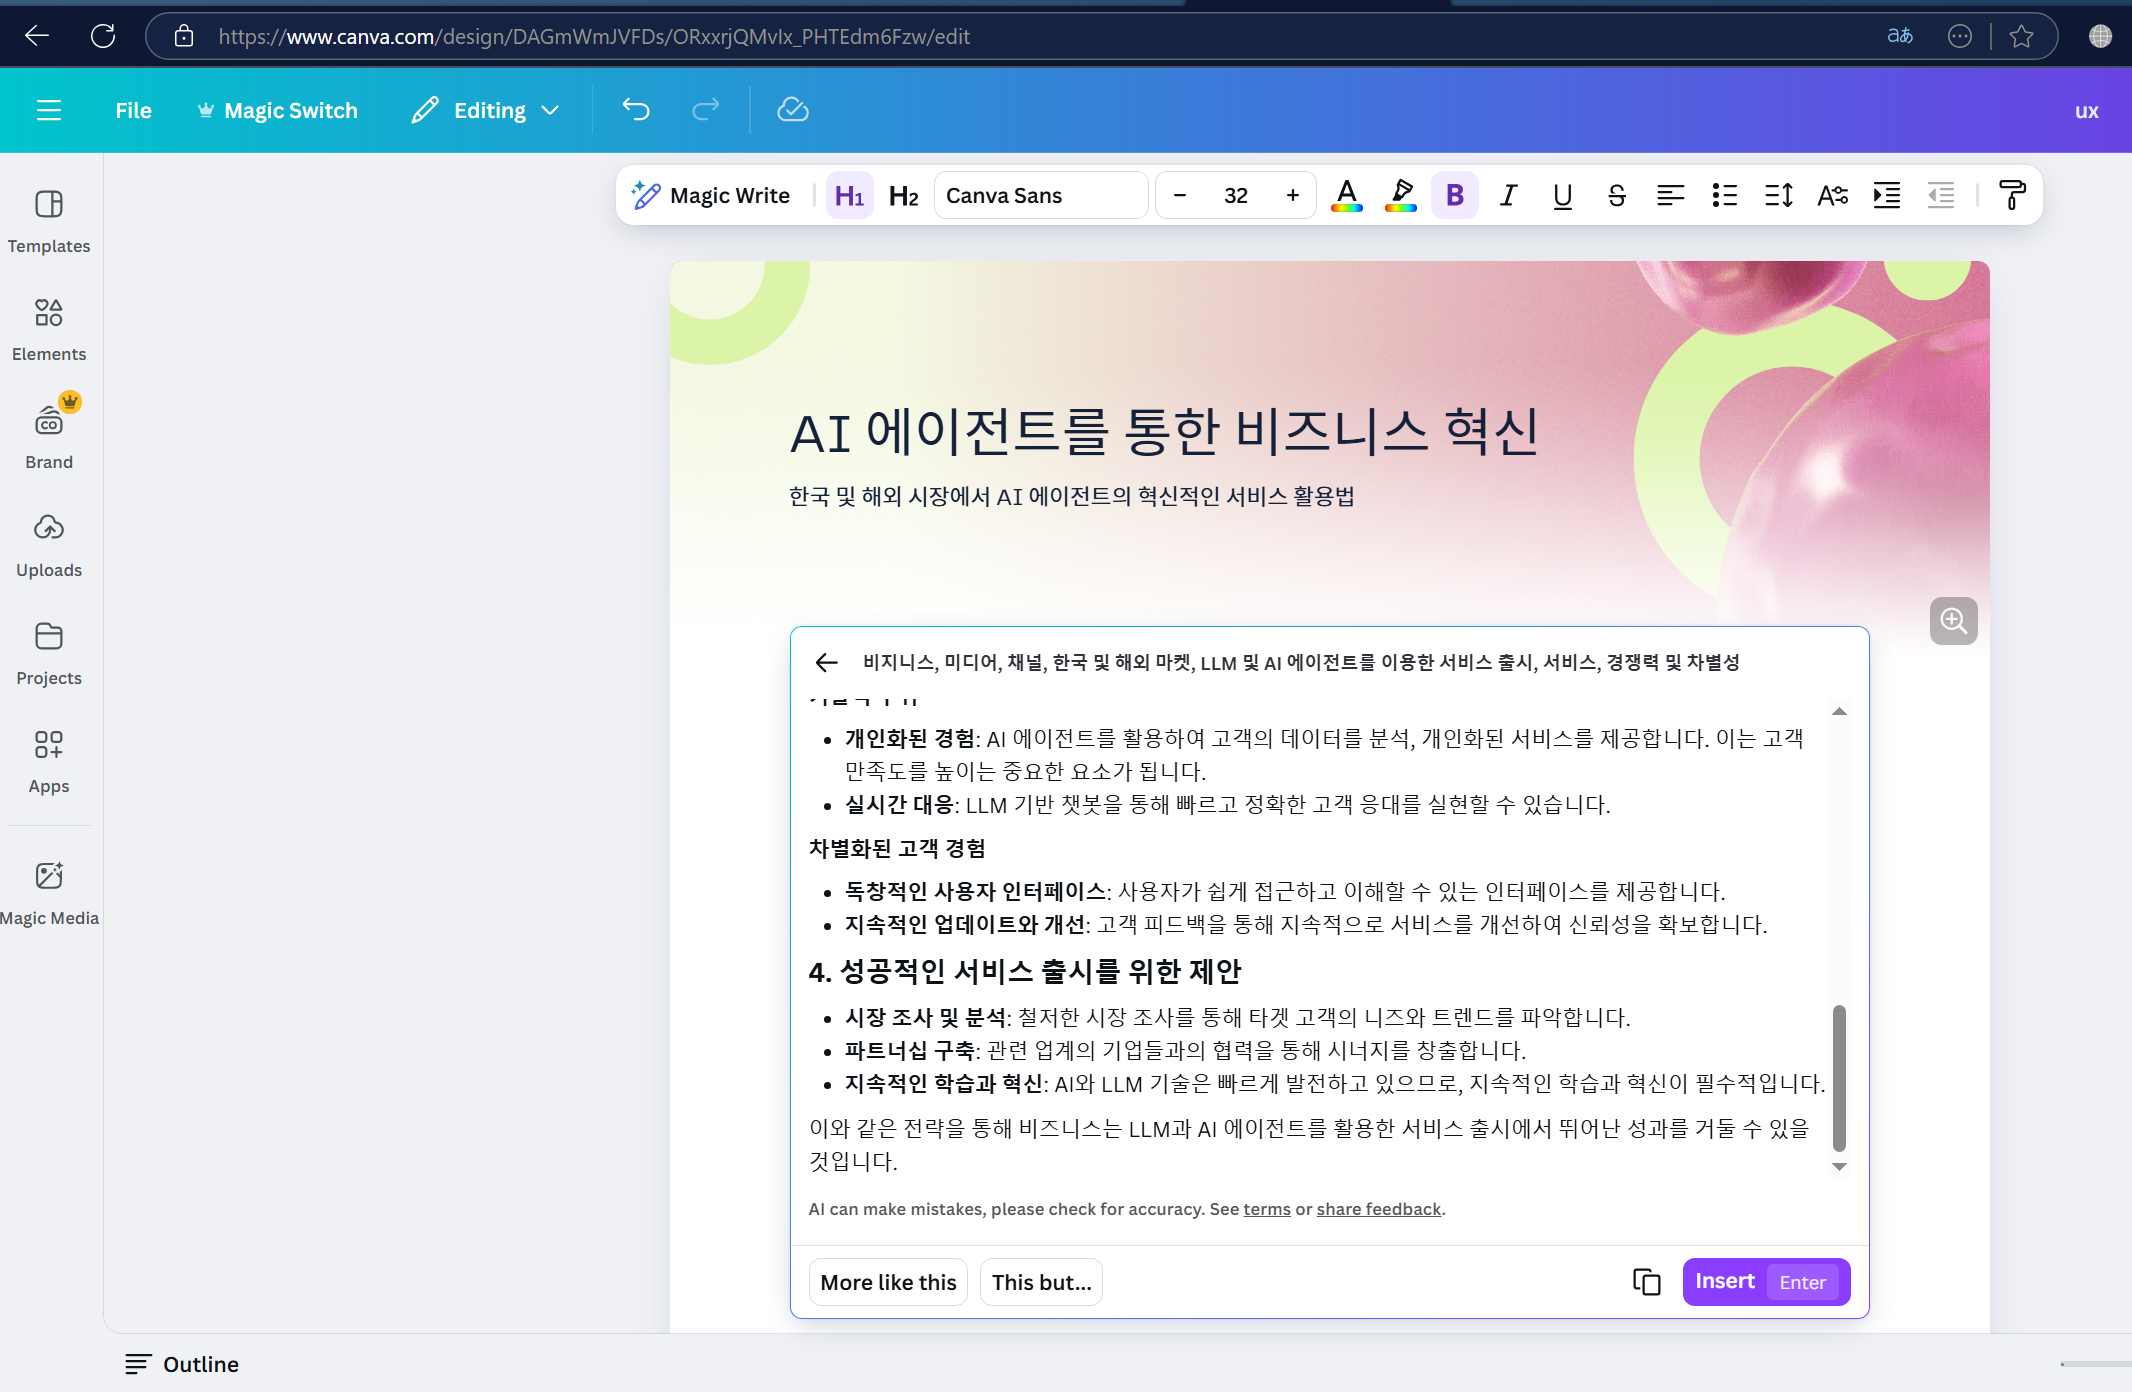 https://www.canva.com/design/DAGmWmJVFDs/ORxxrjQMvIx_PHTEdm6Fzw/edit
aあ
File
Magic Switch
Editing
ux
Templates
Elements
CO
Brand
Uploads
Projects
Apps
Magic Media
Magic Write
H1
H2
Canva Sans
− 32 +
A
B
I
U
S
AI 에이전트를 통한 비즈니스 혁신
한국 및 해외 시장에서 AI 에이전트의 혁신적인 서비스 활용법
비지니스, 미디어, 채널, 한국 및 해외 마켓, LLM 및 AI 에이전트를 이용한 서비스 출시, 서비스, 경쟁력 및 차별성
• 개인화된 경험: AI 에이전트를 활용하여 고객의 데이터를 분석, 개인화된 서비스를 제공합니다. 이는 고객
만족도를 높이는 중요한 요소가 됩니다.
• 실시간 대응: LLM 기반 챗봇을 통해 빠르고 정확한 고객 응대를 실현할 수 있습니다.
차별화된 고객 경험
• 독창적인 사용자 인터페이스: 사용자가 쉽게 접근하고 이해할 수 있는 인터페이스를 제공합니다.
• 지속적인 업데이트와 개선: 고객 피드백을 통해 지속적으로 서비스를 개선하여 신뢰성을 확보합니다.
4. 성공적인 서비스 출시를 위한 제안
• 시장 조사 및 분석: 철저한 시장 조사를 통해 타겟 고객의 니즈와 트렌드를 파악합니다.
• 파트너십 구축: 관련 업계의 기업들과의 협력을 통해 시너지를 창출합니다.
• 지속적인 학습과 혁신: AI와 LLM 기술은 빠르게 발전하고 있으므로, 지속적인 학습과 혁신이 필수적입니다.
이와 같은 전략을 통해 비즈니스는 LLM과 AI 에이전트를 활용한 서비스 출시에서 뛰어난 성과를 거둘 수 있을
것입니다.
AI can make mistakes, please check for accuracy. See terms or share feedback.
More like this
This but...
Insert Enter
Outline